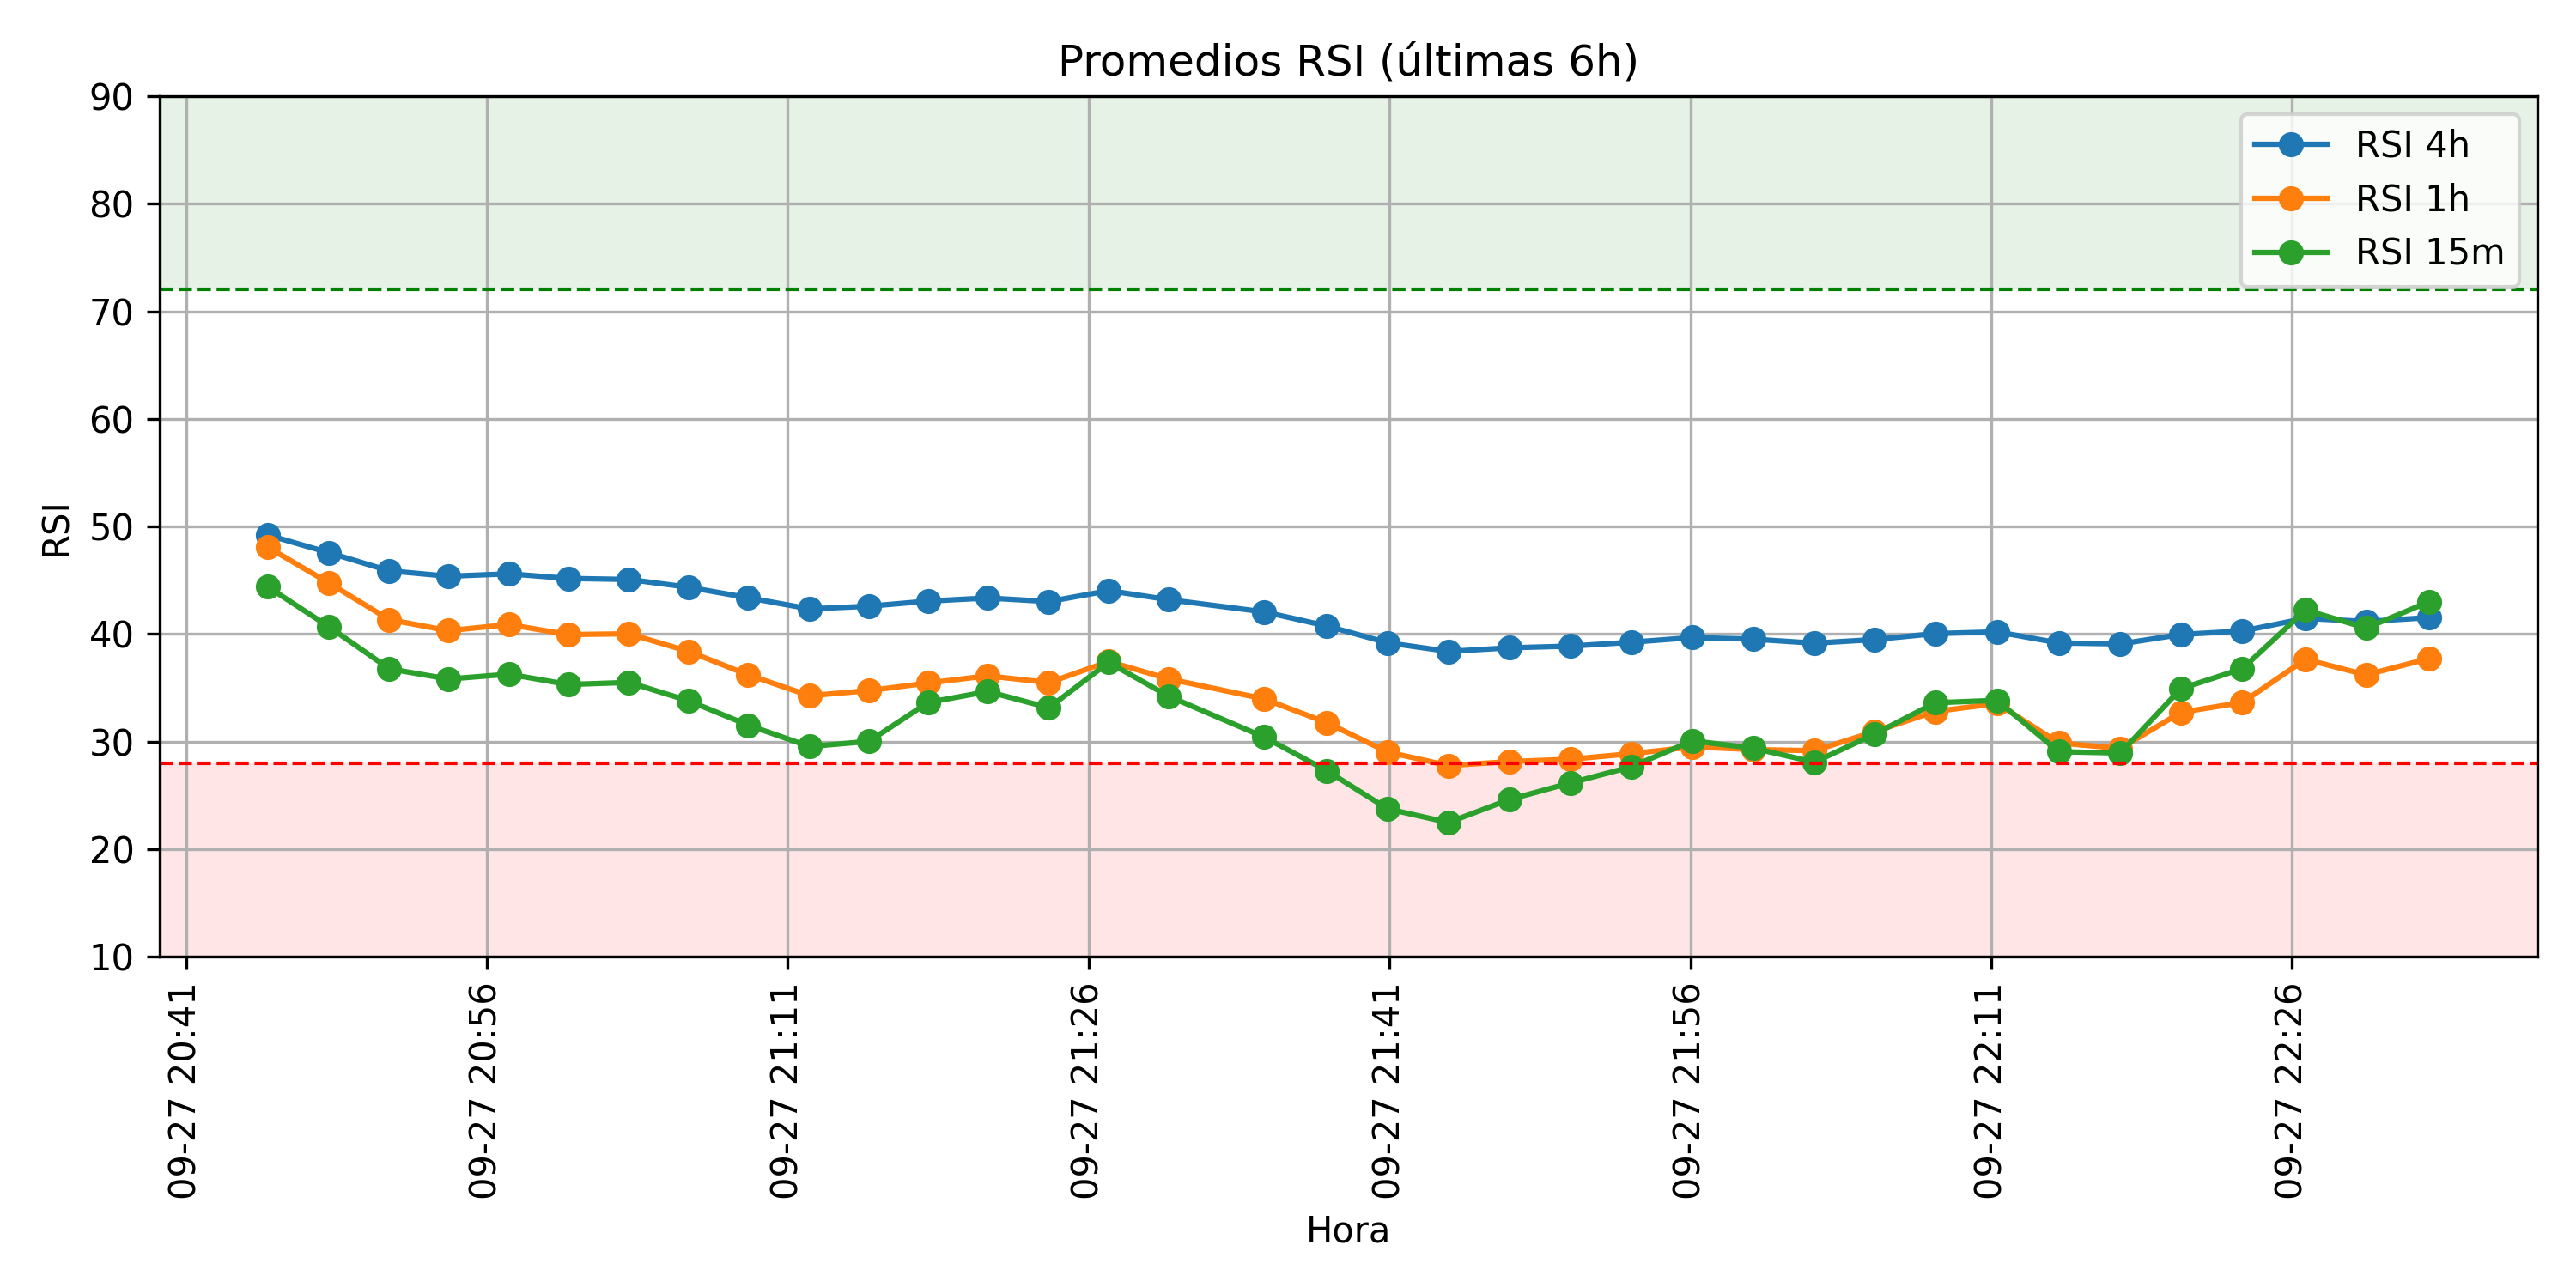 Promedios RSI (últimas 6h)
90
80
70
60
50
40
30
20
10
RSI
RSI 4h
RSI 1h
RSI 15m
09-27 20:41
09-27 20:56
09-27 21:11
09-27 21:26
09-27 21:41
09-27 21:56
09-27 22:11
09-27 22:26
Hora